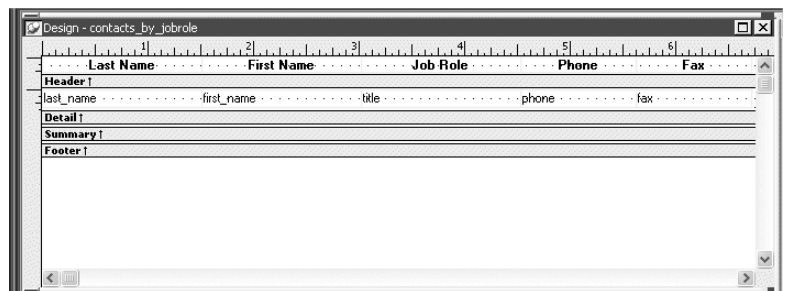 Design - contacts_by_jobrole
1 2 3 4 5 6
Last Name First Name Job Role Phone Fax
Header ↑
last_name first_name title phone fax
Detail ↑
Summary ↑
Footer ↑